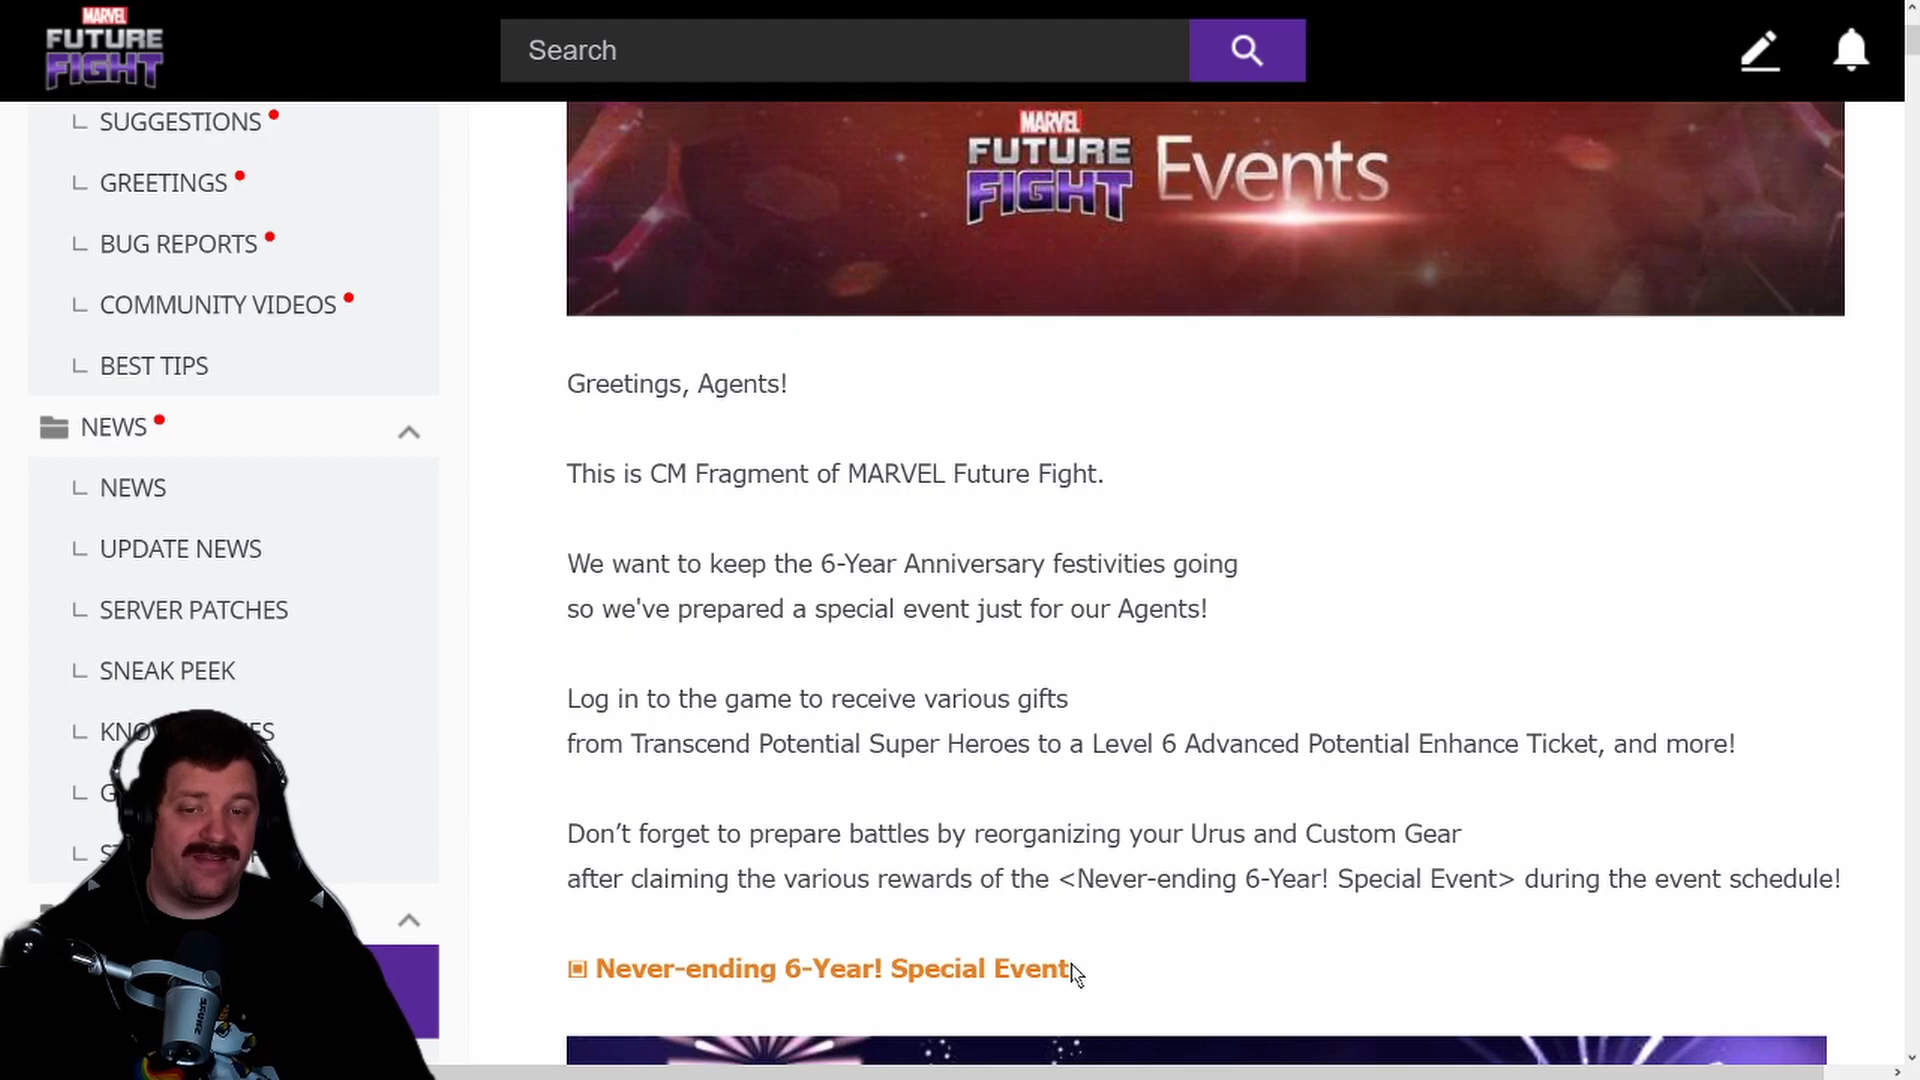 MARVEL
FUTURE
FIGHT
Search
SUGGESTIONS
GREETINGS
BUG REPORTS
COMMUNITY VIDEOS
BEST TIPS
NEWS
NEWS
UPDATE NEWS
SERVER PATCHES
SNEAK PEEK
MARVEL
FUTURE
FIGHT
Events
Greetings, Agents!
This is CM Fragment of MARVEL Future Fight.
We want to keep the 6-Year Anniversary festivities going
so we've prepared a special event just for our Agents!
Log in to the game to receive various gifts
from Transcend Potential Super Heroes to a Level 6 Advanced Potential Enhance Ticket, and more!
Don’t forget to prepare battles by reorganizing your Urus and Custom Gear
after claiming the various rewards of the <Never-ending 6-Year! Special Event> during the event schedule!
▣ Never-ending 6-Year! Special Event